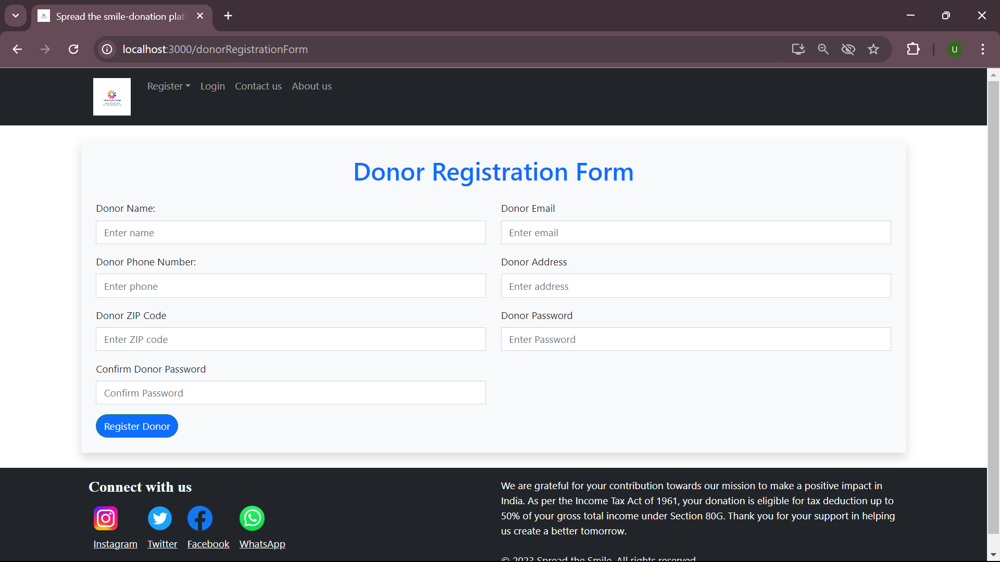 Spread the smile-donation plat
localhost:3000/donorRegistrationForm
U
CharityExchange
Register Login Contact us About us
Donor Registration Form
Donor Name:
Enter name
Donor Email
Enter email
Donor Phone Number:
Enter phone
Donor Address
Enter address
Donor ZIP Code
Enter ZIP code
Donor Password
Enter Password
Confirm Donor Password
Confirm Password
Register Donor
Connect with us
Instagram Twitter Facebook WhatsApp
We are grateful for your contribution towards our mission to make a positive impact in
India. As per the Income Tax Act of 1961, your donation is eligible for tax deduction up to
50% of your gross total income under Section 80G. Thank you for your support in helping
us create a better tomorrow.
© 2023 Spread the Smile. All rights reserved.